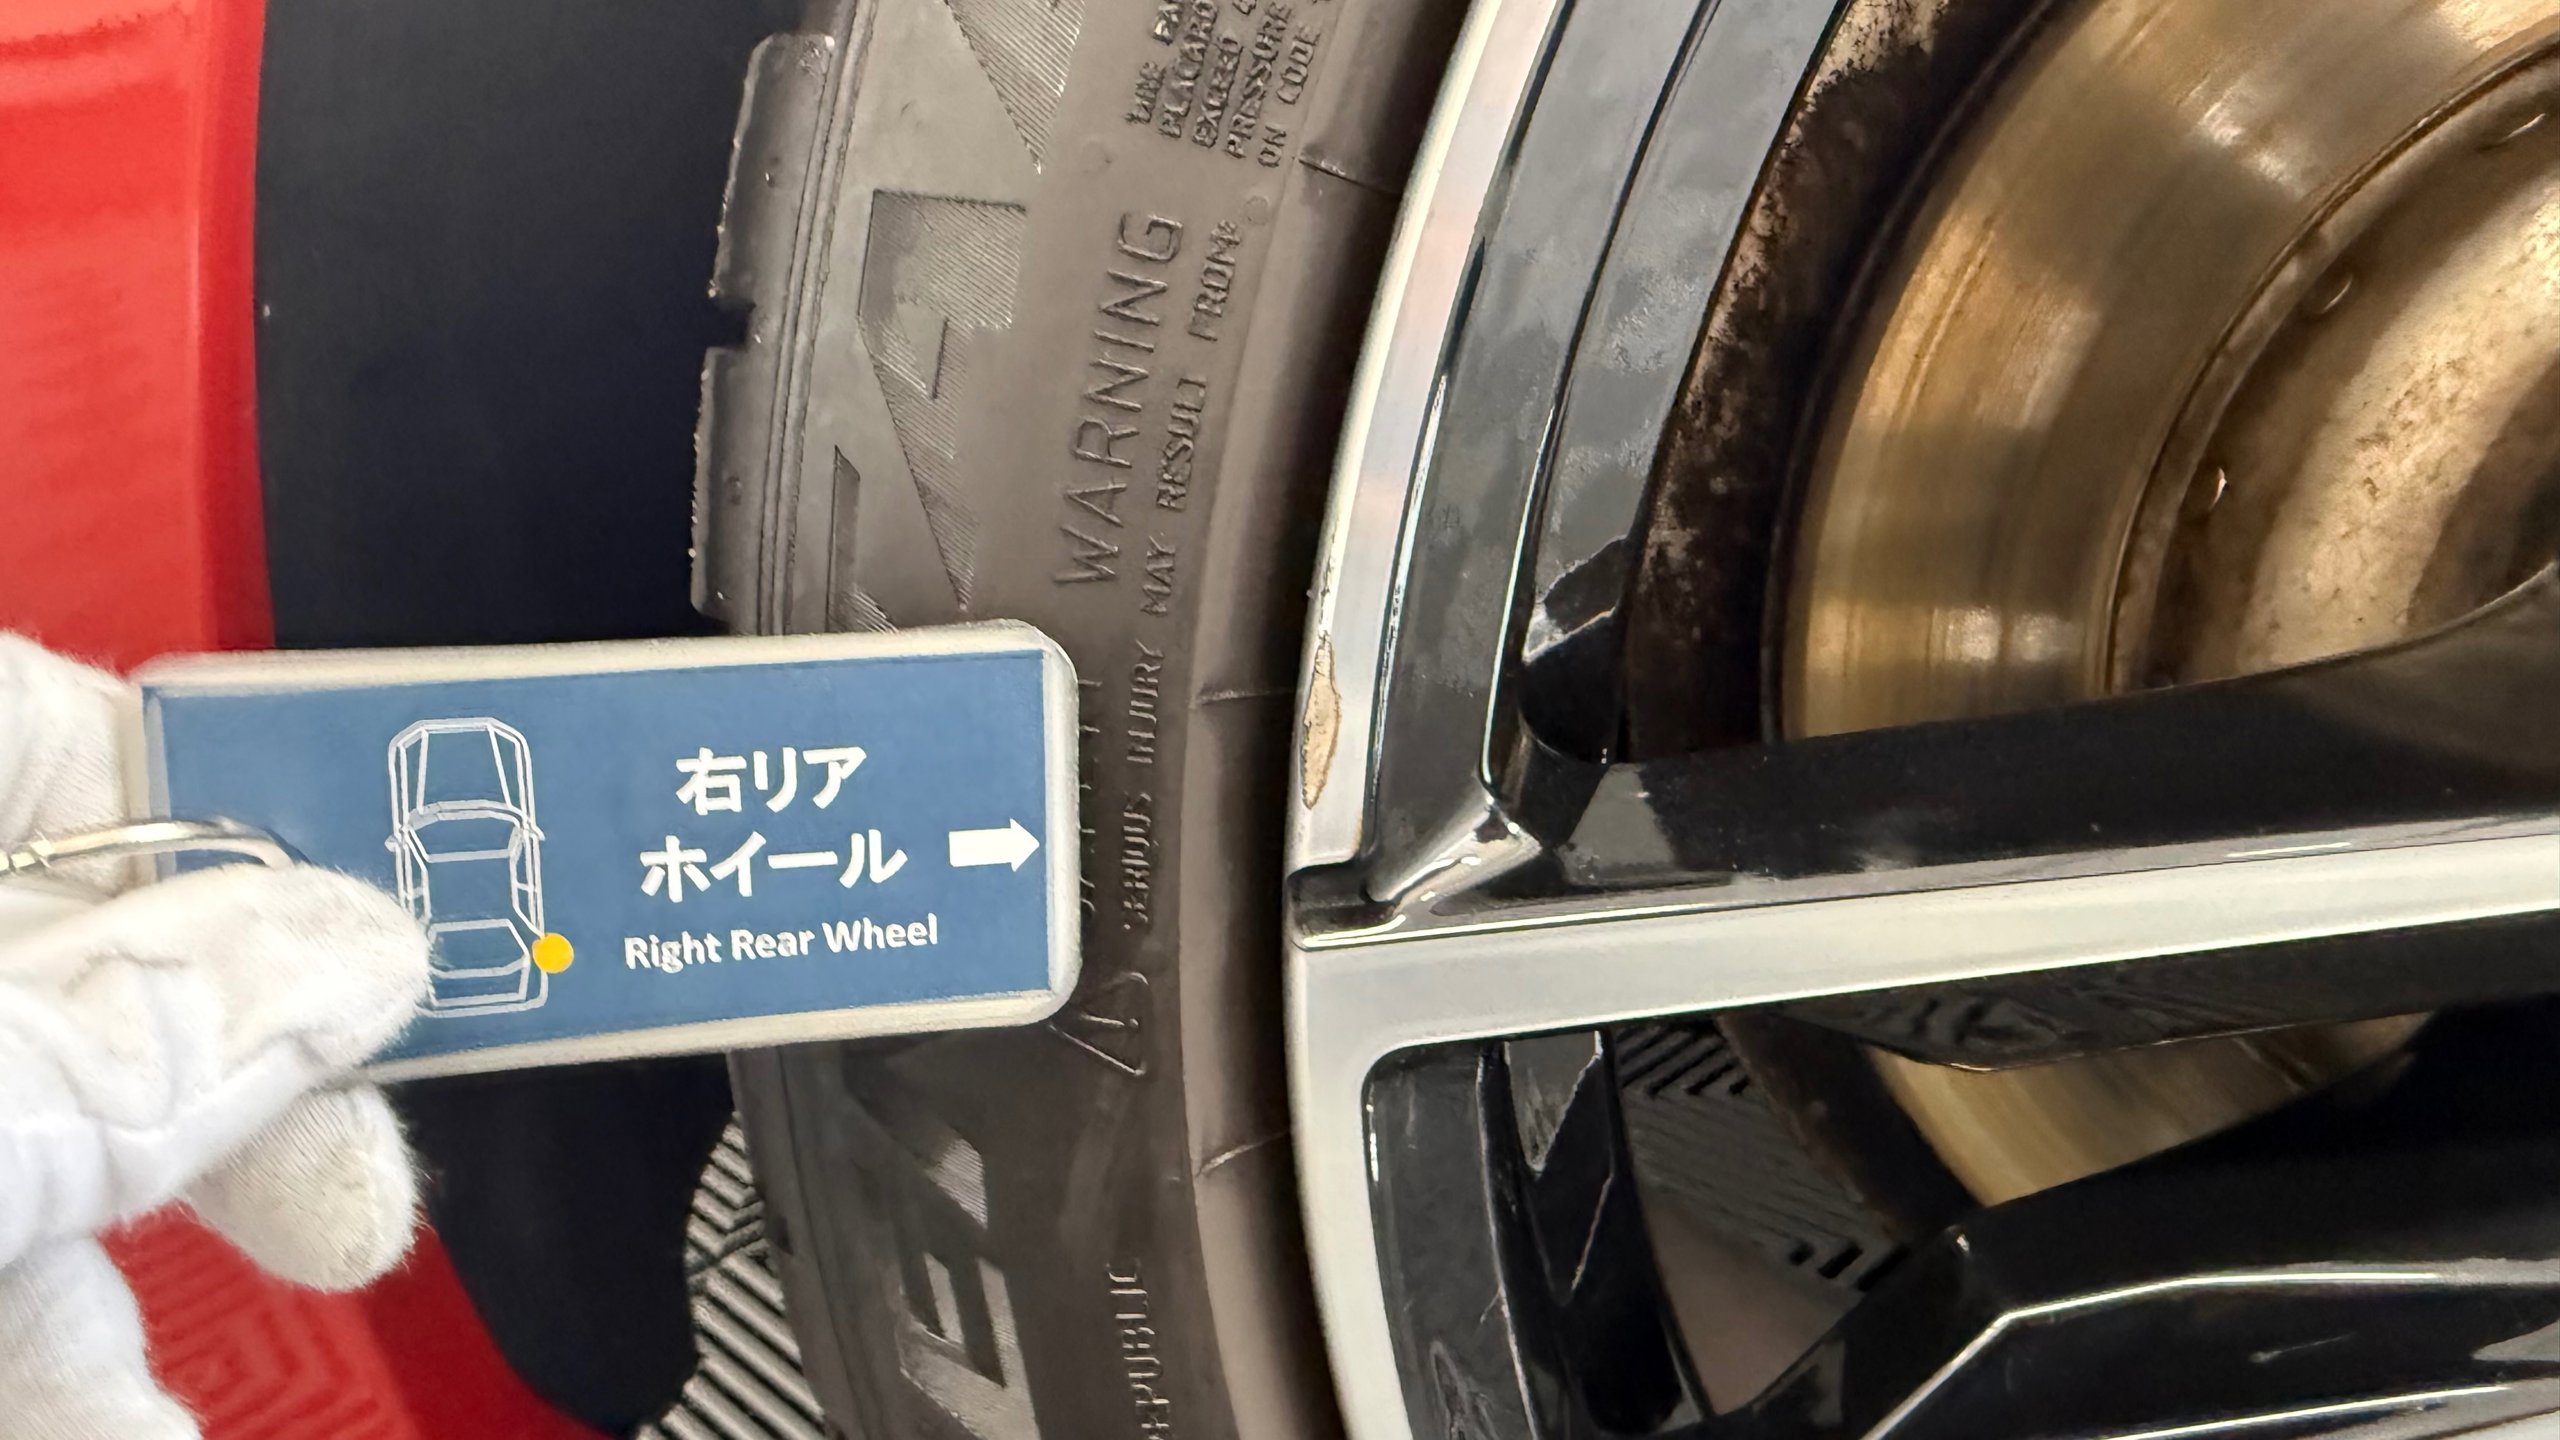 右リア
ホイール
Right Rear Wheel
WARNING
SERIOUS INJURY MAY RESULT FROM:
PLACARD
EXCEED
PRESSURE
ON CODE